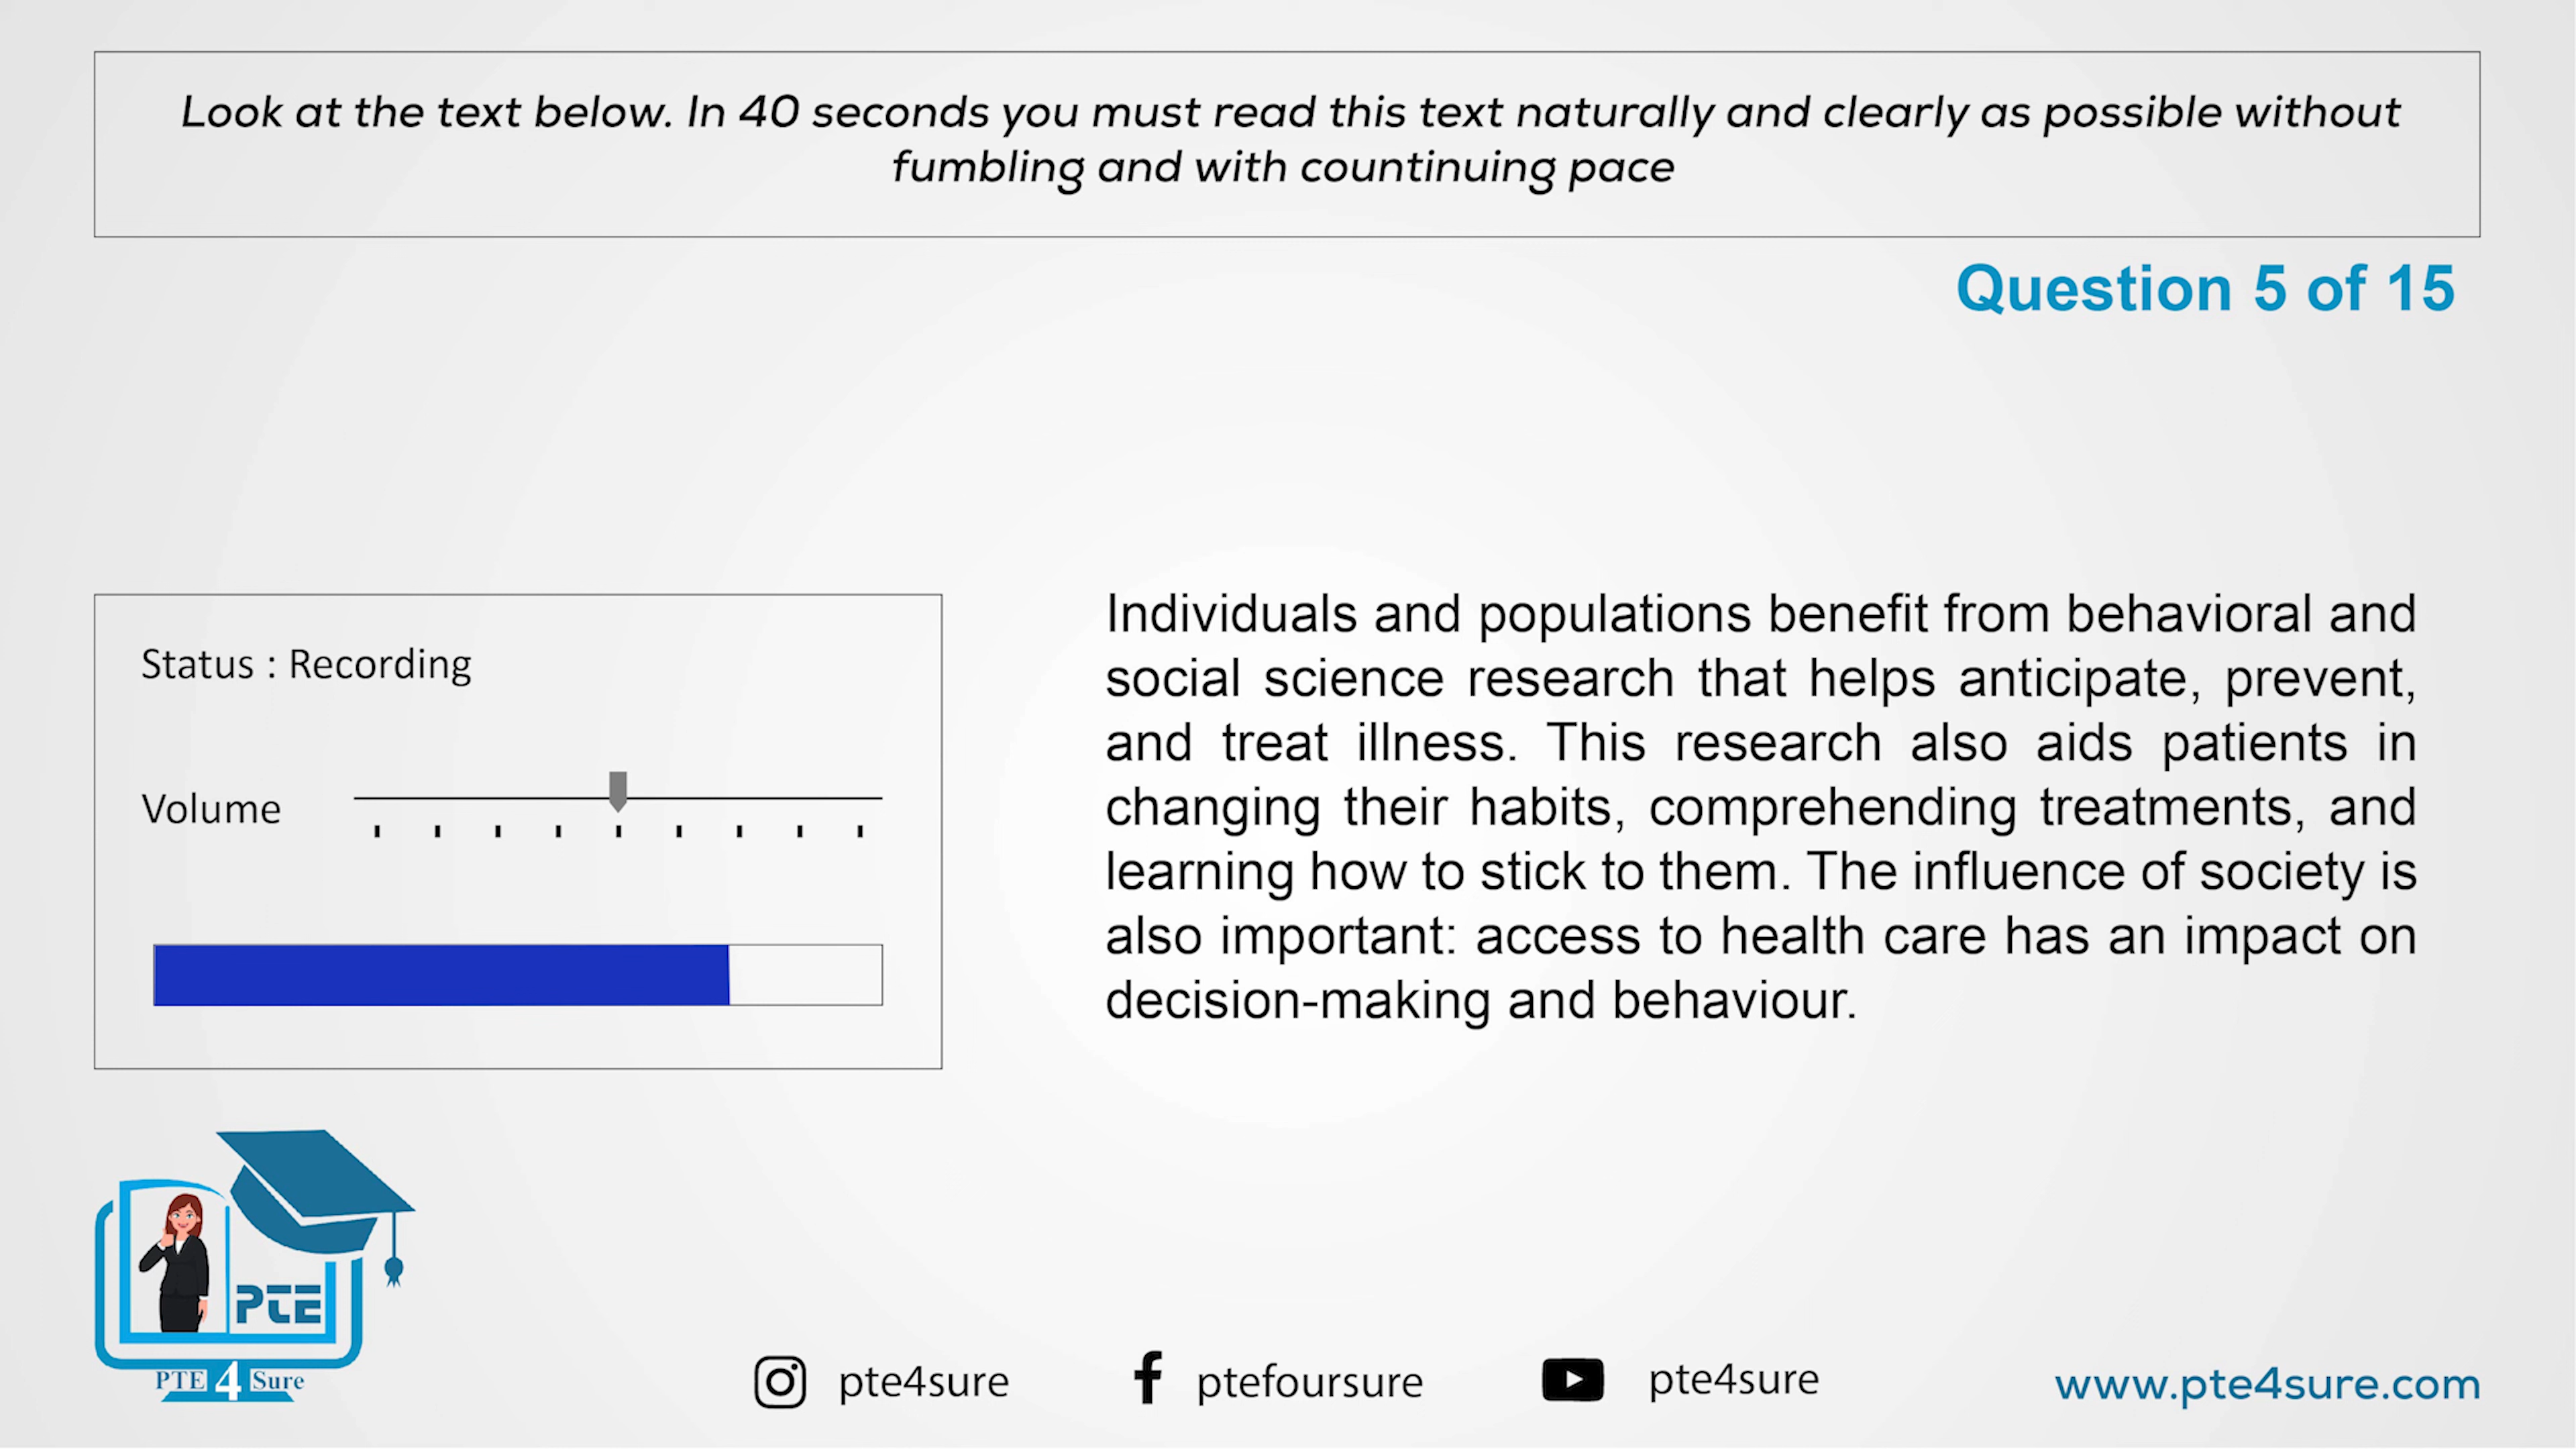 Look at the text below. In 40 seconds you must read this text naturally and clearly as possible without
fumbling and with countinuing pace
Question 5 of 15
Status : Recording
Volume
Individuals and populations benefit from behavioral and
social science research that helps anticipate, prevent,
and treat illness. This research also aids patients in
changing their habits, comprehending treatments, and
learning how to stick to them. The influence of society is
also important: access to health care has an impact on
decision-making and behaviour.
PTE
PTE 4 Sure
pte4sure
ptefoursure
pte4sure
www.pte4sure.com